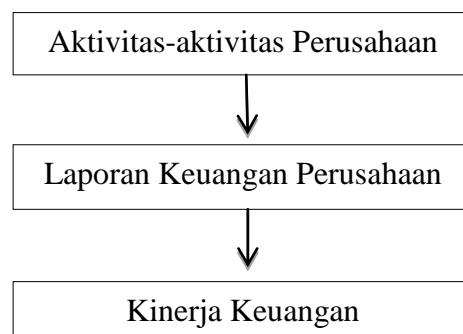 Aktivitas-aktivitas Perusahaan
Laporan Keuangan Perusahaan
Kinerja Keuangan